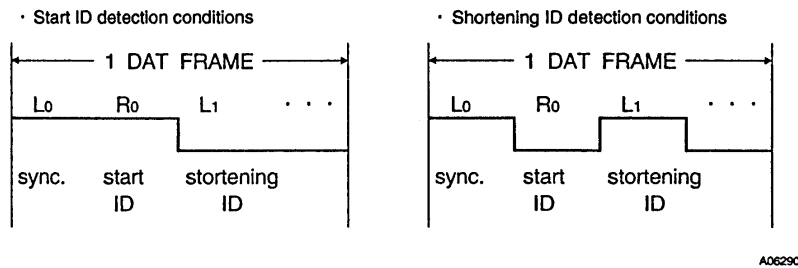 · Start ID detection conditions
1 DAT FRAME
L0 R0 L1 · · ·
sync. start stortening
ID ID
· Shortening ID detection conditions
1 DAT FRAME
L0 R0 L1 · · ·
sync. start stortening
ID ID
A06290